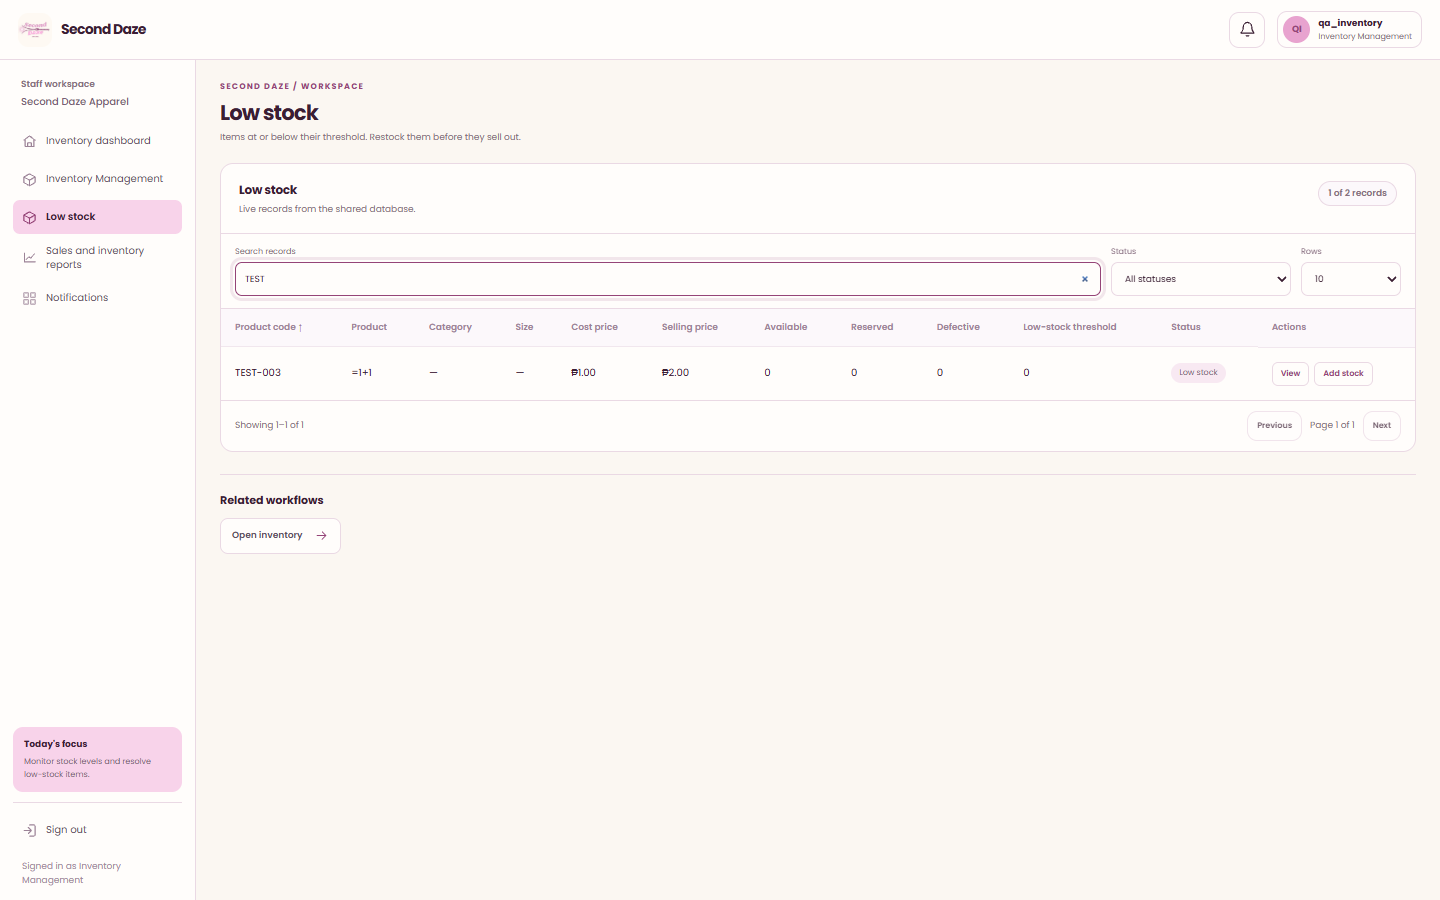 Second Daze
qa_inventory
QI
Inventory Management
Staff workspace
Second Daze Apparel
Inventory dashboard
Inventory Management
Low stock
Sales and inventory
reports
Notifications
Today's focus
Monitor stock levels and resolve
low-stock items.
Sign out
Signed in as Inventory
Management
SECOND DAZE / WORKSPACE
Low stock
Items at or below their threshold. Restock them before they sell out.
Low stock
Live records from the shared database.
1 of 2 records
Search records Status Rows
TEST × All statuses 10
Product code ↑ Product Category Size Cost price Selling price Available Reserved Defective Low-stock threshold Status Actions
TEST-003 =1+1 — — ₱1.00 ₱2.00 0 0 0 0 Low stock View Add stock
Showing 1–1 of 1 Previous Page 1 of 1 Next
Related workflows
Open inventory →